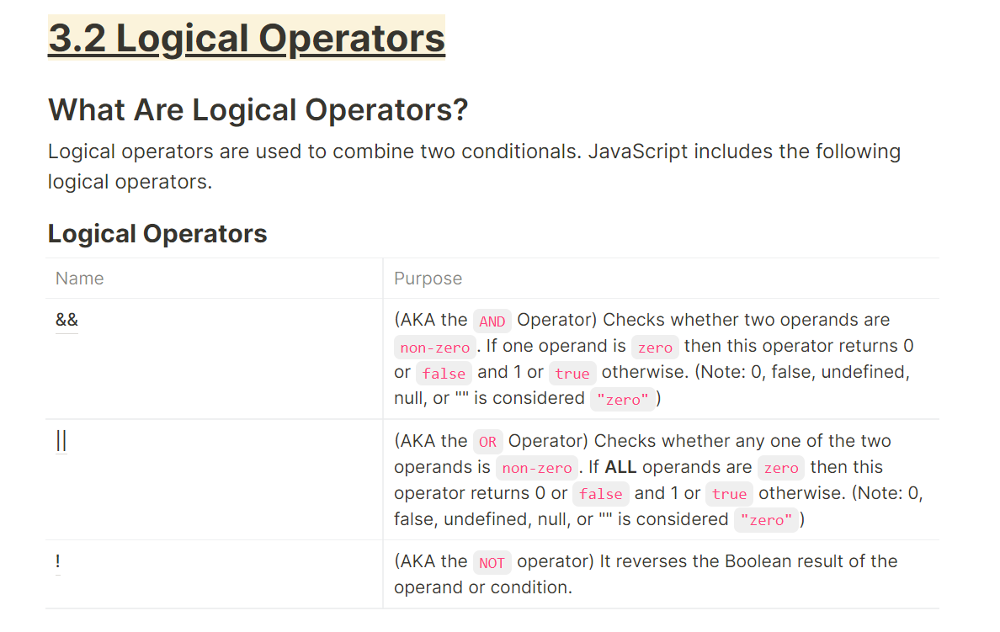 3.2 Logical Operators
What Are Logical Operators?
Logical operators are used to combine two conditionals. JavaScript includes the following
logical operators.
Logical Operators
Name
Purpose
&&
(AKA the AND Operator) Checks whether two operands are
non-zero. If one operand is zero then this operator returns 0
or false and 1 or true otherwise. (Note: 0, false, undefined,
null, or "" is considered "zero")
||
(AKA the OR Operator) Checks whether any one of the two
operands is non-zero. If ALL operands are zero then this
operator returns 0 or false and 1 or true otherwise. (Note: 0,
false, undefined, null, or "" is considered "zero")
!
(AKA the NOT operator) It reverses the Boolean result of the
operand or condition.